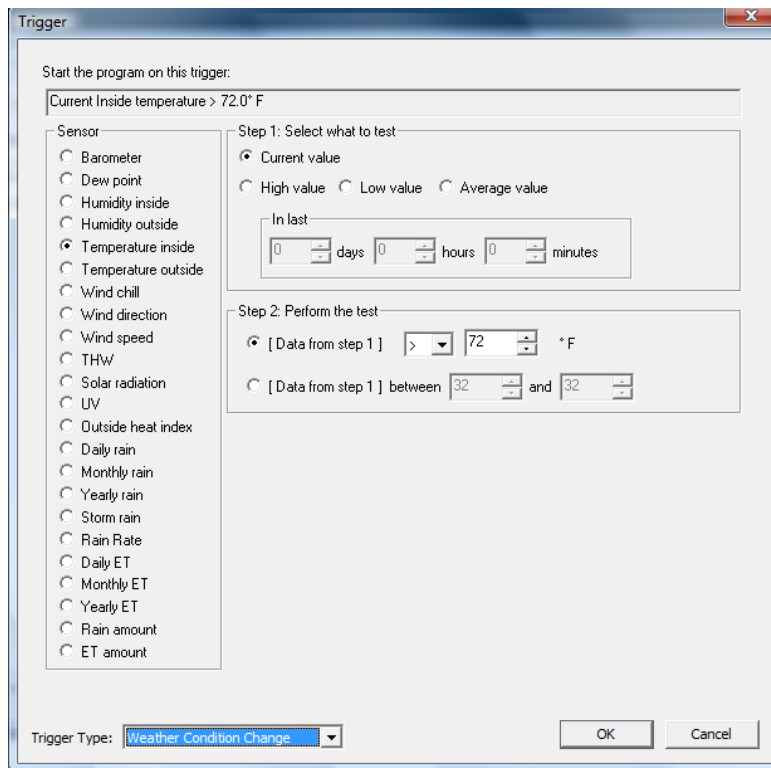 Trigger
Start the program on this trigger:
Current Inside temperature > 72.0° F
Sensor
Barometer
Dew point
Humidity inside
Humidity outside
Temperature inside
Temperature outside
Wind chill
Wind direction
Wind speed
THW
Solar radiation
UV
Outside heat index
Daily rain
Monthly rain
Yearly rain
Storm rain
Rain Rate
Daily ET
Monthly ET
Yearly ET
Rain amount
ET amount
Step 1: Select what to test
Current value
High value Low value Average value
In last
0 days 0 hours 0 minutes
Step 2: Perform the test
[ Data from step 1 ] > 72 ° F
[ Data from step 1 ] between 32 and 32
Trigger Type: Weather Condition Change
OK Cancel